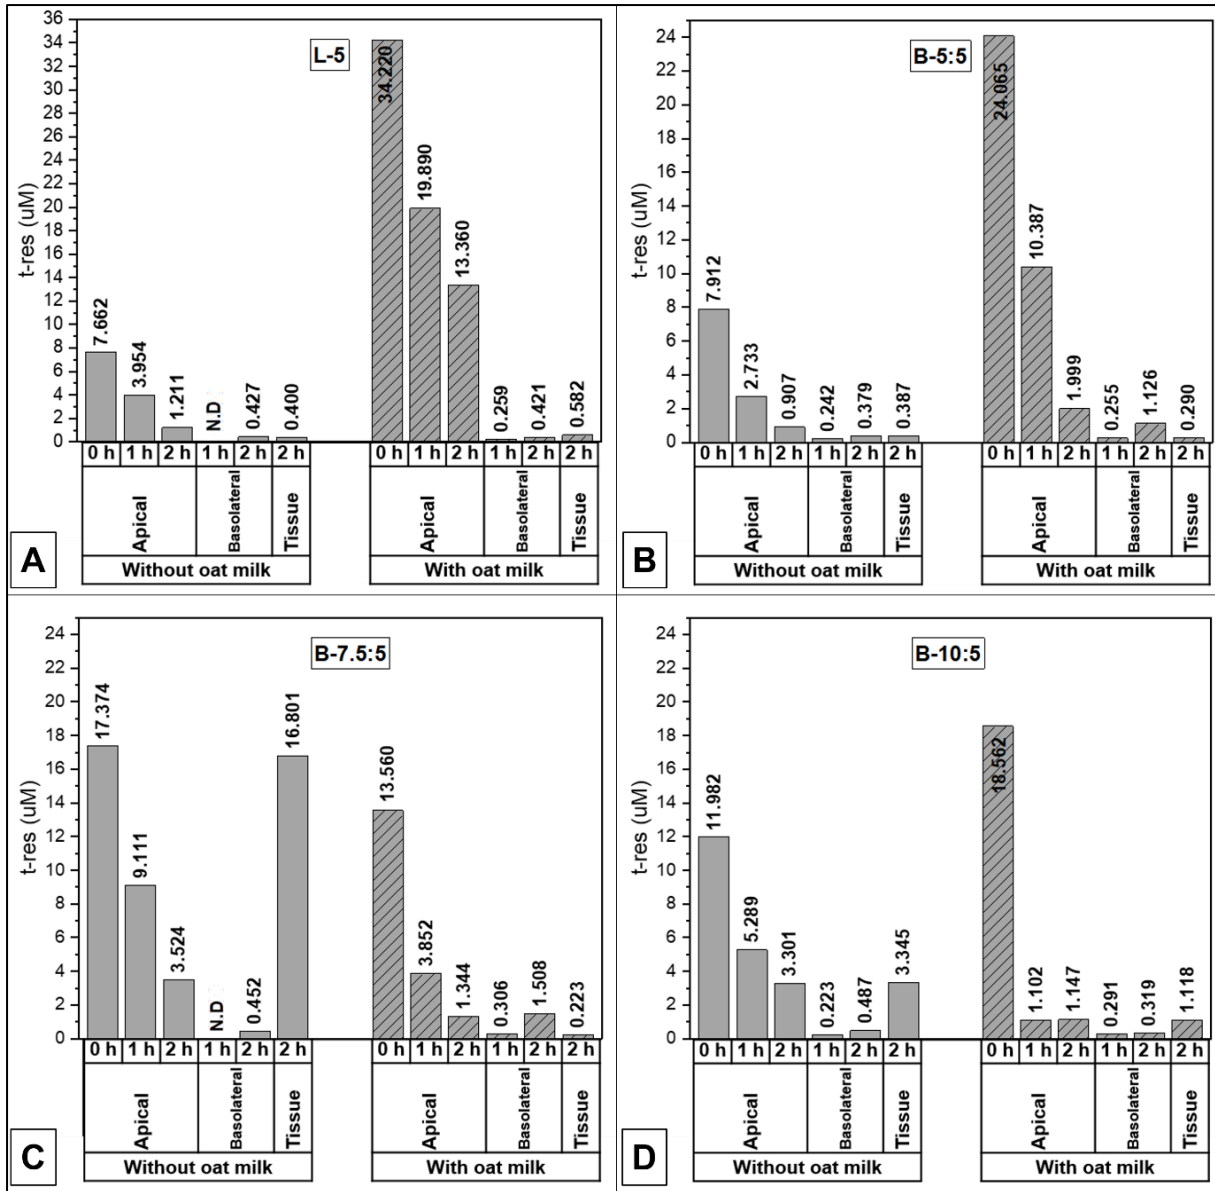 36
34
32
30
28
26
24
22
20
18
16
14
12
10
8
6
4
2
0
t-res (uM)
L-5
7.662
3.954
1.211
N.D
0.427
0.400
34.220
19.890
13.360
0.259
0.421
0.582
0 h 1 h 2 h 1 h 2 h 2 h
Apical Basolateral Tissue
Without oat milk
0 h 1 h 2 h 1 h 2 h 2 h
Apical Basolateral Tissue
With oat milk
A
24
22
20
18
16
14
12
10
8
6
4
2
0
t-res (uM)
B-5:5
7.912
2.733
0.907
0.242
0.379
0.387
24.065
10.387
1.999
0.255
1.126
0.290
0 h 1 h 2 h 1 h 2 h 2 h
Apical Basolateral Tissue
Without oat milk
0 h 1 h 2 h 1 h 2 h 2 h
Apical Basolateral Tissue
With oat milk
B
24
22
20
18
16
14
12
10
8
6
4
2
0
t-res (uM)
B-7.5:5
17.374
9.111
3.524
N.D
0.452
16.801
13.560
3.852
1.344
0.306
1.508
0.223
0 h 1 h 2 h 1 h 2 h 2 h
Apical Basolateral Tissue
Without oat milk
0 h 1 h 2 h 1 h 2 h 2 h
Apical Basolateral Tissue
With oat milk
C
24
22
20
18
16
14
12
10
8
6
4
2
0
t-res (uM)
B-10:5
11.982
5.289
3.301
0.223
0.487
3.345
18.562
1.102
1.147
0.291
0.319
1.118
0 h 1 h 2 h 1 h 2 h 2 h
Apical Basolateral Tissue
Without oat milk
0 h 1 h 2 h 1 h 2 h 2 h
Apical Basolateral Tissue
With oat milk
D